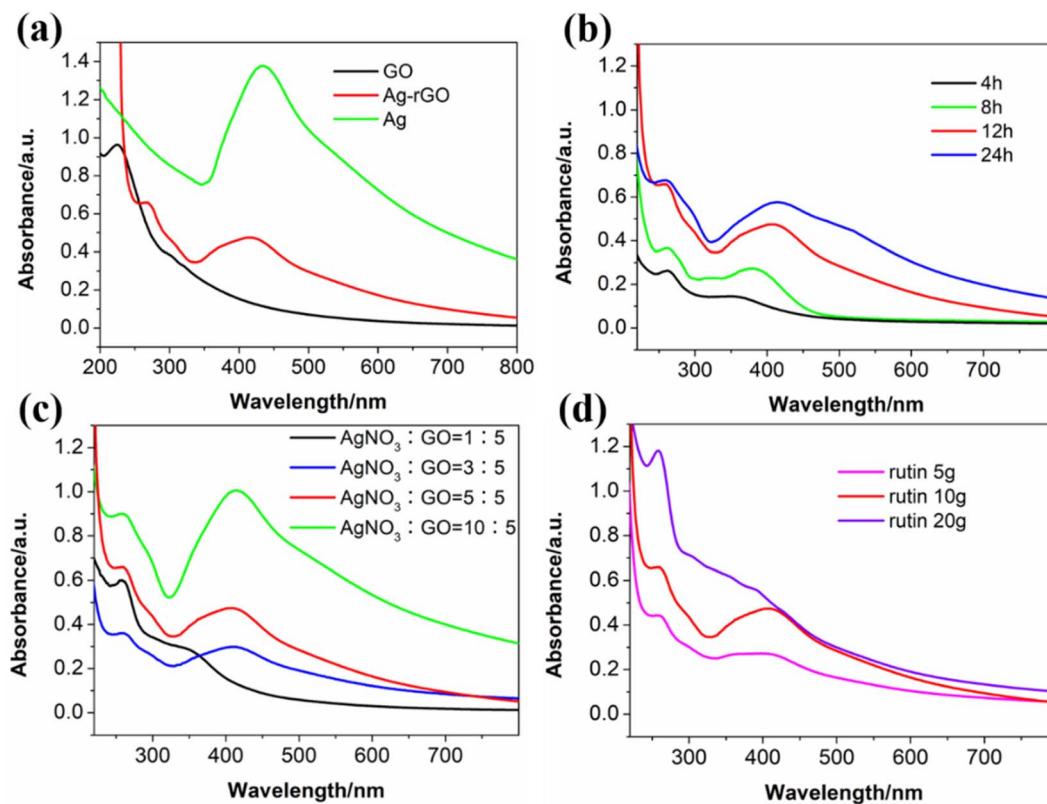 (a)
1.4
1.2
1.0
0.8
0.6
0.4
0.2
0.0
Absorbance/a.u.
GO
Ag-rGO
Ag
200 300 400 500 600 700 800
Wavelength/nm
(b)
1.2
1.0
0.8
0.6
0.4
0.2
0.0
Absorbance/a.u.
4h
8h
12h
24h
300 400 500 600 700
Wavelength/nm
(c)
1.2
1.0
0.8
0.6
0.4
0.2
0.0
Absorbance/a.u.
AgNO₃：GO=1：5
AgNO₃：GO=3：5
AgNO₃：GO=5：5
AgNO₃：GO=10：5
300 400 500 600 700
Wavelength/nm
(d)
1.2
1.0
0.8
0.6
0.4
0.2
0.0
Absorbance/a.u.
rutin 5g
rutin 10g
rutin 20g
300 400 500 600 700
Wavelength/nm